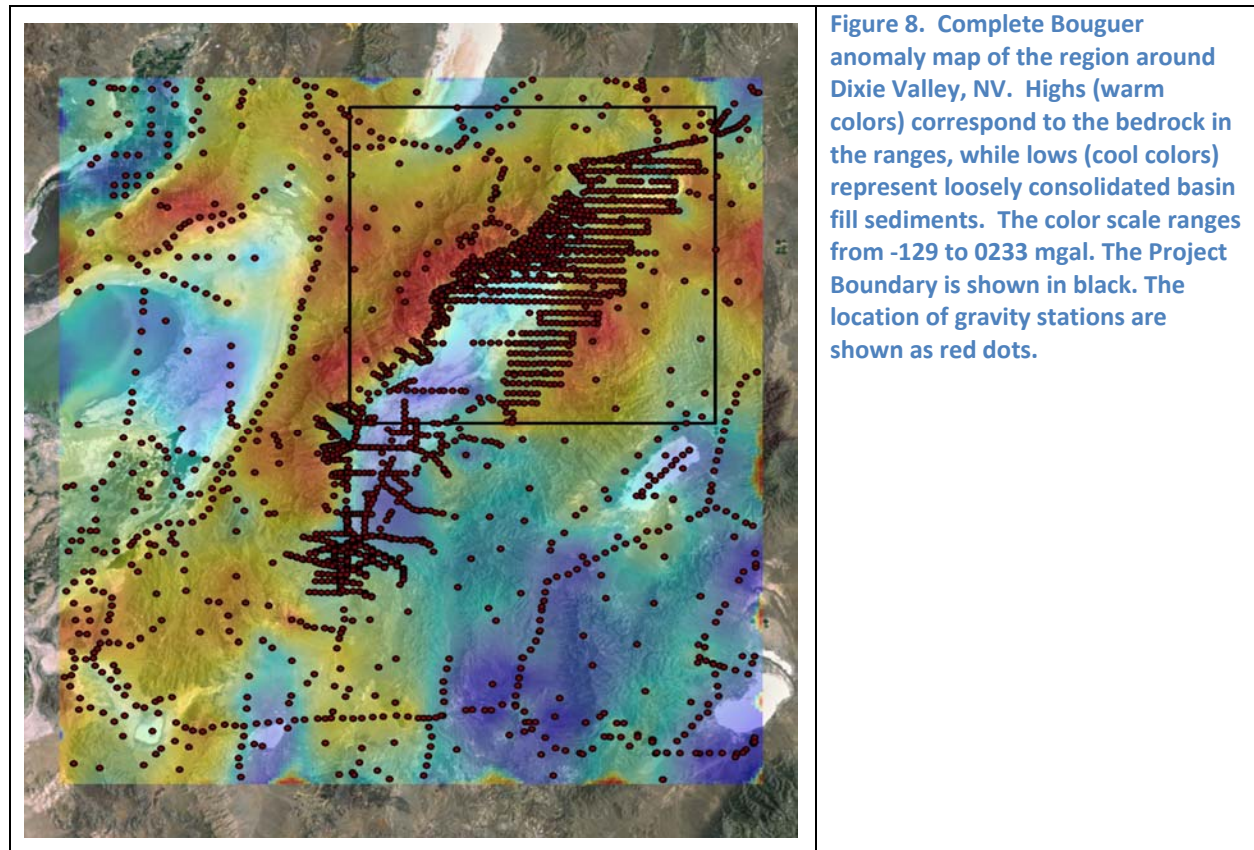 Figure 8.  Complete Bouguer
anomaly map of the region around
Dixie Valley, NV.  Highs (warm
colors) correspond to the bedrock in
the ranges, while lows (cool colors)
represent loosely consolidated basin
fill sediments.  The color scale ranges
from -129 to 0233 mgal. The Project
Boundary is shown in black. The
location of gravity stations are
shown as red dots.